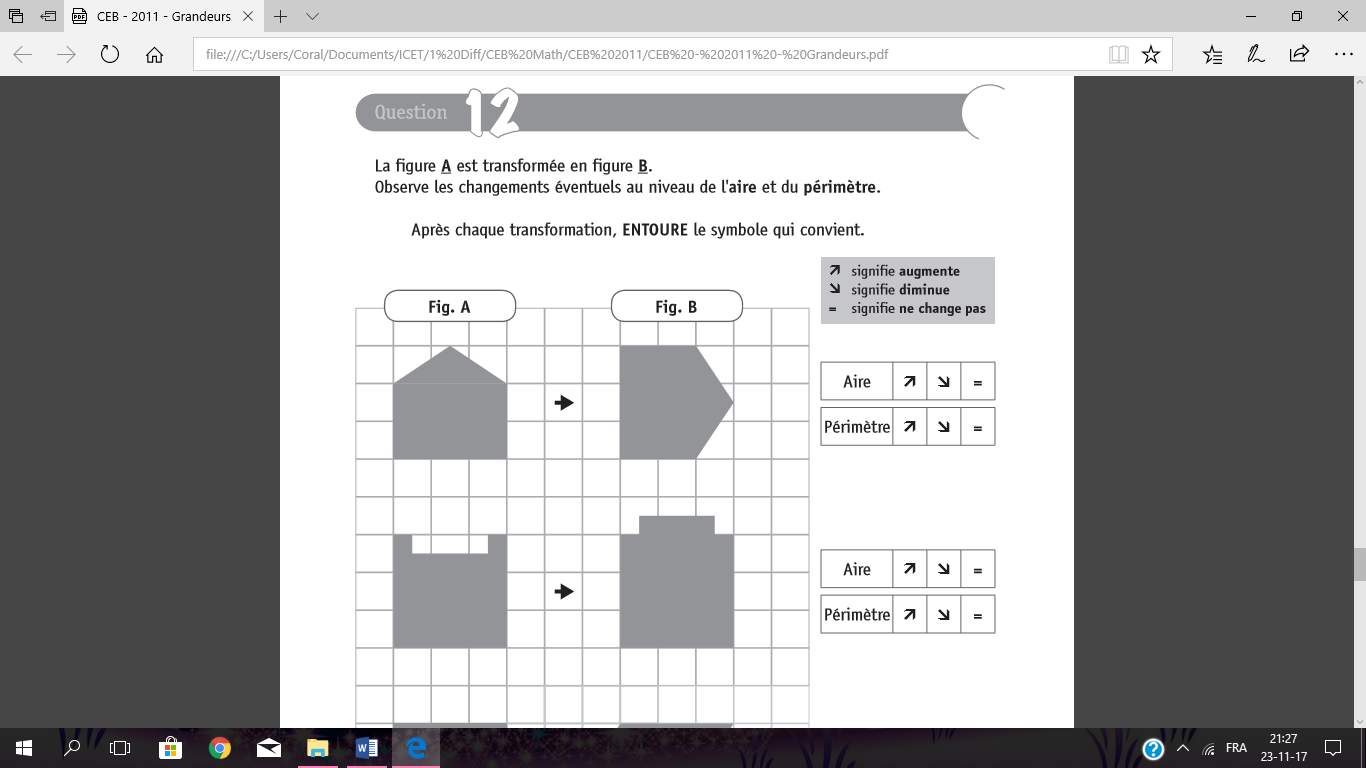 CEB - 2011 - Grandeurs
file:///C:/Users/Coral/Documents/ICET/1%20Diff/CEB%20Math/CEB%202011/CEB%20-%202011%20-%20Grandeurs.pdf
Question 12
La figure A est transformée en figure B.
Observe les changements éventuels au niveau de l'aire et du périmètre.
Après chaque transformation, ENTOURE le symbole qui convient.
↗ signifie augmente
↘ signifie diminue
= signifie ne change pas
Fig. A Fig. B
Aire ↗ ↘ =
Périmètre ↗ ↘ =
Aire ↗ ↘ =
Périmètre ↗ ↘ =
FRA
21:27
23-11-17